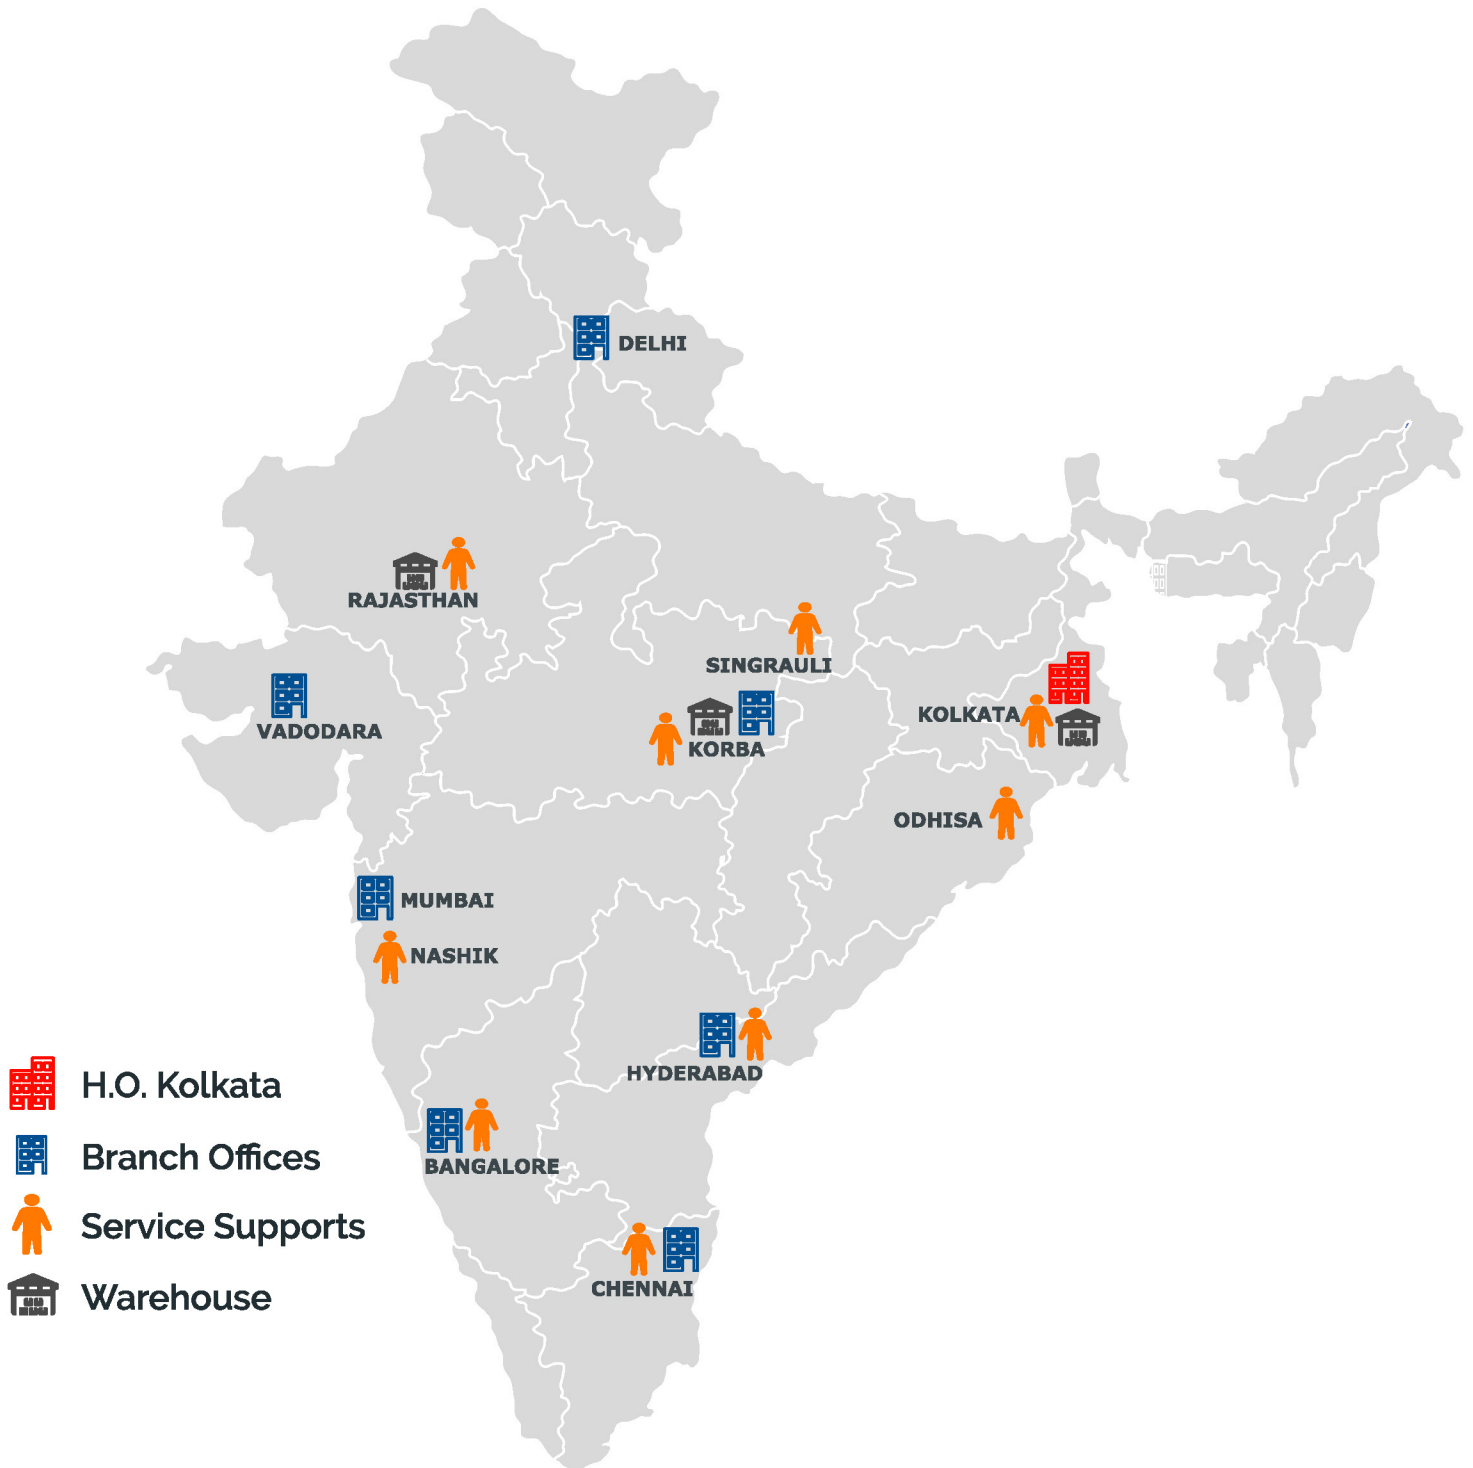 DELHI
RAJASTHAN
SINGRAULI
VADODARA
KORBA
KOLKATA
ODHISA
MUMBAI
NASHIK
HYDERABAD
BANGALORE
CHENNAI
H.O. Kolkata
Branch Offices
Service Supports
Warehouse